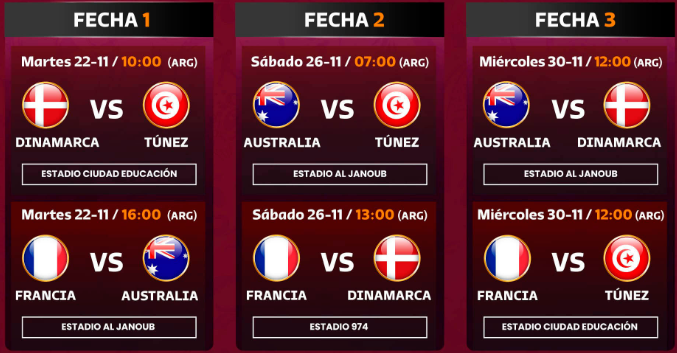 FECHA 1
Martes 22-11 / 10:00 (ARG)
VS
DINAMARCA TÚNEZ
ESTADIO CIUDAD EDUCACIÓN
Martes 22-11 / 16:00 (ARG)
VS
FRANCIA AUSTRALIA
ESTADIO AL JANOUB
FECHA 2
Sábado 26-11 / 07:00 (ARG)
VS
AUSTRALIA TÚNEZ
ESTADIO AL JANOUB
Sábado 26-11 / 13:00 (ARG)
VS
FRANCIA DINAMARCA
ESTADIO 974
FECHA 3
Miércoles 30-11 / 12:00 (ARG)
VS
AUSTRALIA DINAMARCA
ESTADIO AL JANOUB
Miércoles 30-11 / 12:00 (ARG)
VS
FRANCIA TÚNEZ
ESTADIO CIUDAD EDUCACIÓN